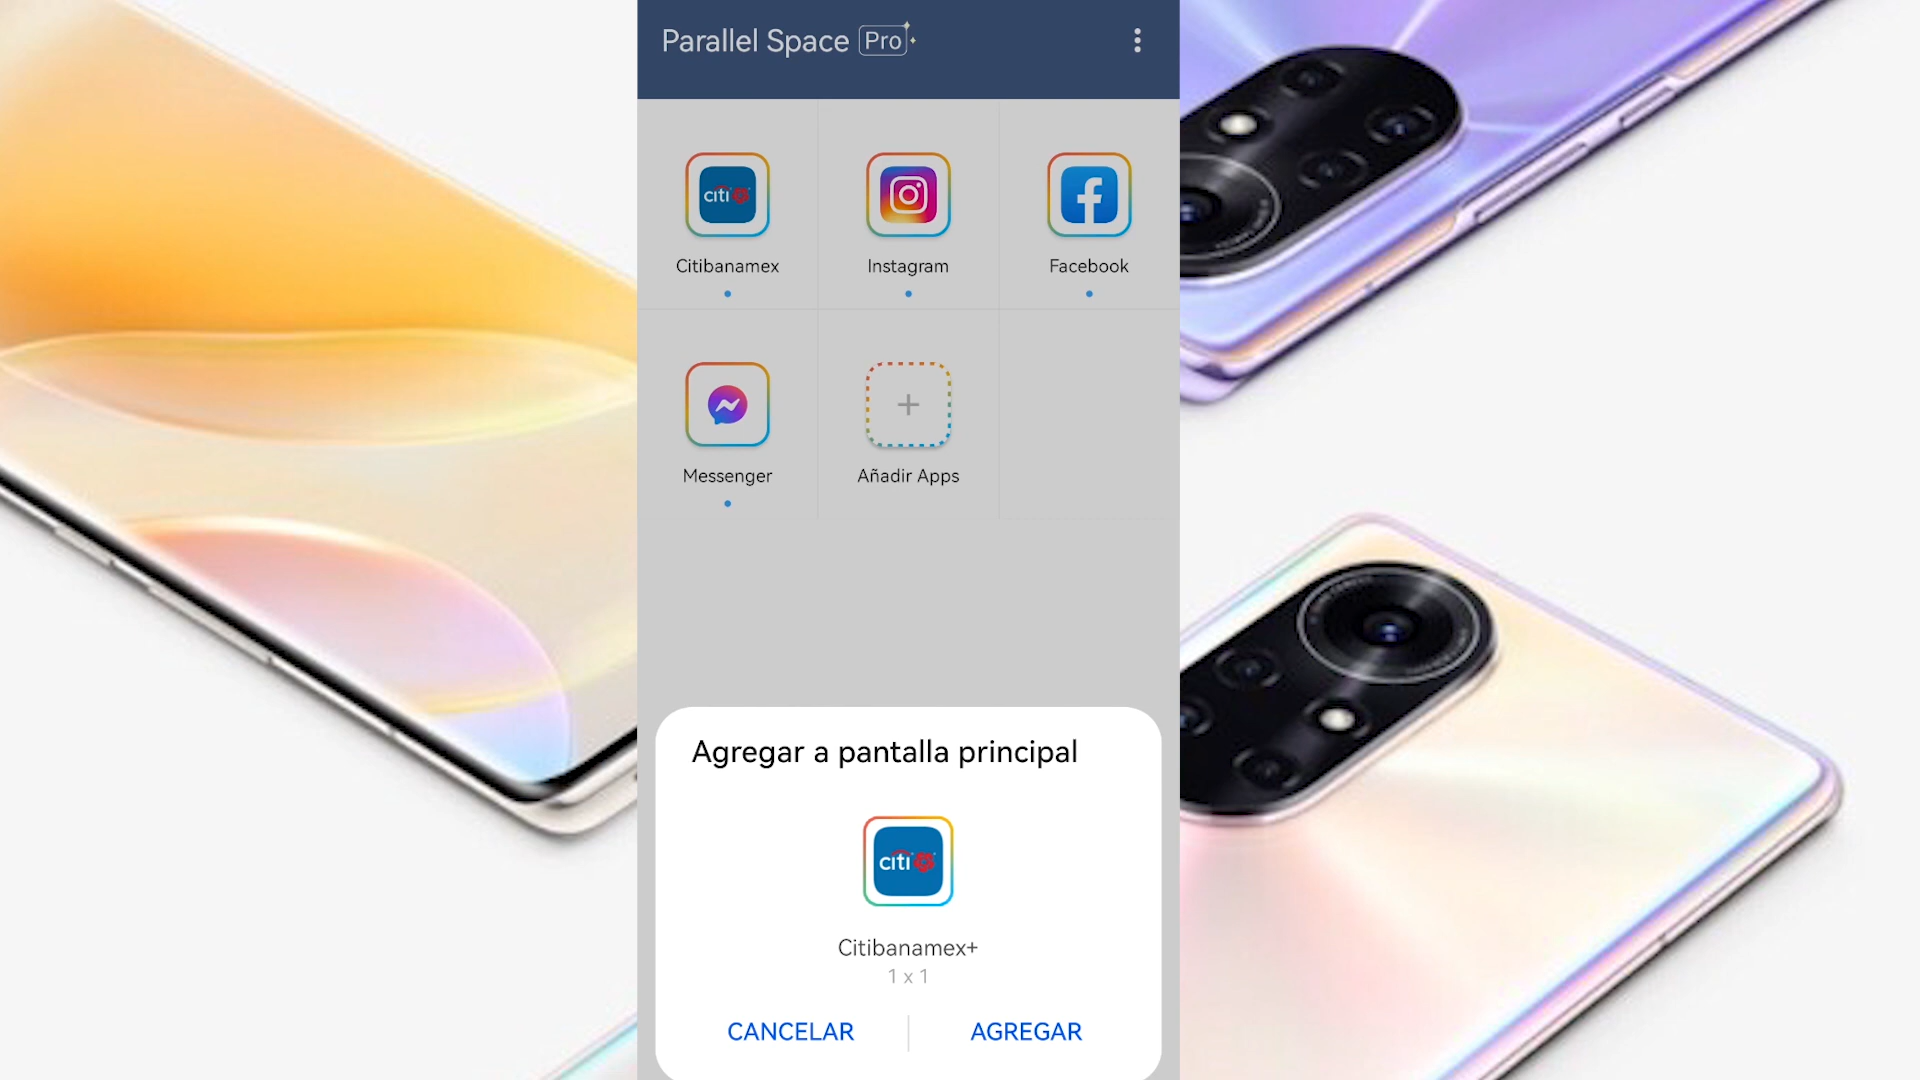 Parallel Space Pro
citi
Citibanamex
Instagram
Facebook
Messenger
Añadir Apps
Agregar a pantalla principal
citi
Citibanamex+
1 x 1
CANCELAR
AGREGAR